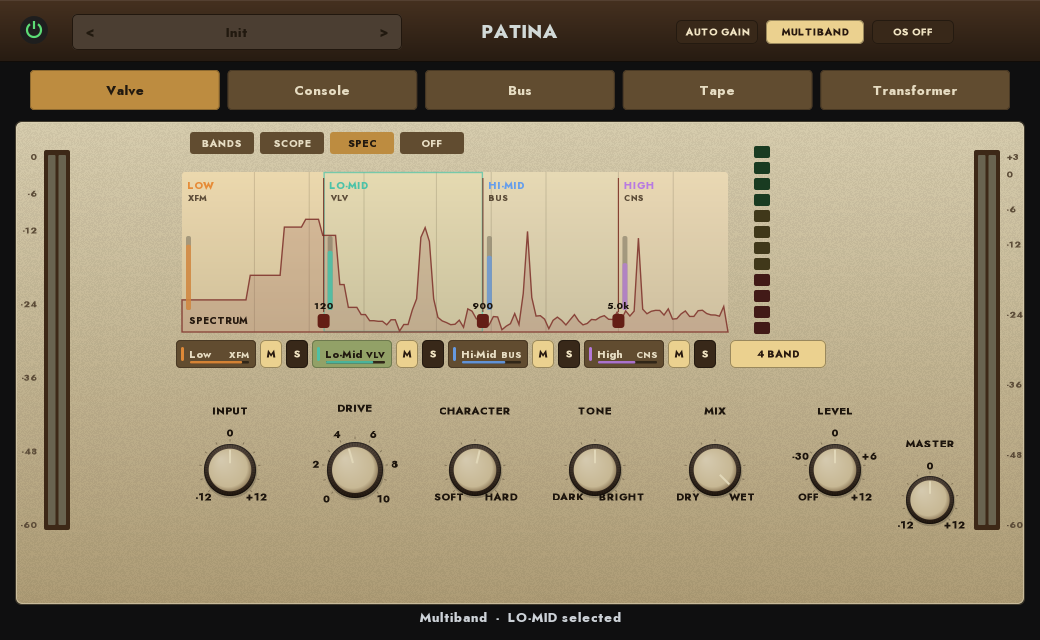 < Init >
PATINA
AUTO GAIN MULTIBAND OS OFF
Valve Console Bus Tape Transformer
BANDS SCOPE SPEC OFF
LOW LO-MID HI-MID HIGH
XFM VLV BUS CNS
120 900 5.0k
SPECTRUM
Low XFM M S Lo-Mid VLV M S Hi-Mid BUS M S High CNS M S 4 BAND
0
-6
-12
-24
-36
-48
-60
+3
0
-6
-12
-24
-36
-48
-60
INPUT
0
-12 +12
DRIVE
4 6
2 8
0 10
CHARACTER
SOFT HARD
TONE
DARK BRIGHT
MIX
DRY WET
LEVEL
0
-30 +6
OFF +12
MASTER
0
-12 +12
Multiband - LO-MID selected